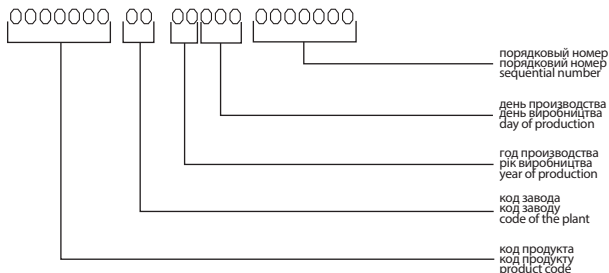 0000000 00 00000 0000000
порядковый номер
порядковий номер
sequential number
день производства
день виробництва
day of production
год производства
рік виробництва
year of production
код завода
код заводу
code of the plant
код продукта
код продукту
product code